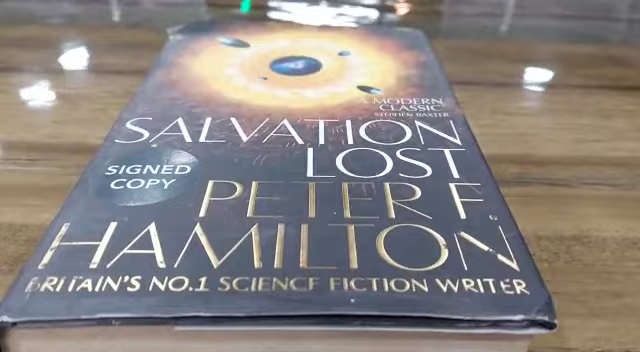 'A MODERN
CLASSIC'
STEPHEN BAXTER
SALVATION
LOST
SIGNED
COPY
PETER F.
HAMILTON
BRITAIN'S NO.1 SCIENCE FICTION WRITER